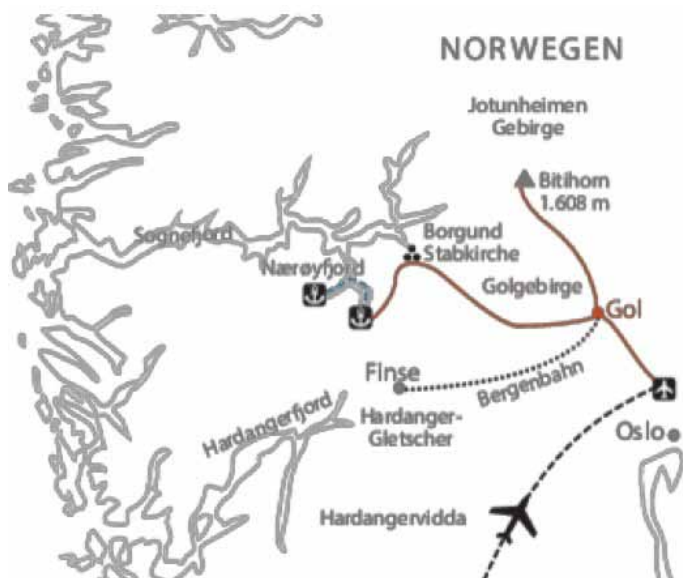 NORWEGEN
Jotunheimen
Gebirge
Bitihorn
1.608 m
Borgund
Stabkirche
Sognefjord
Nærøyfjord
Golgebirge
Gol
Finse
Bergenbahn
Hardangerfjord
Hardanger-
Gletscher
Oslo
Hardangervidda